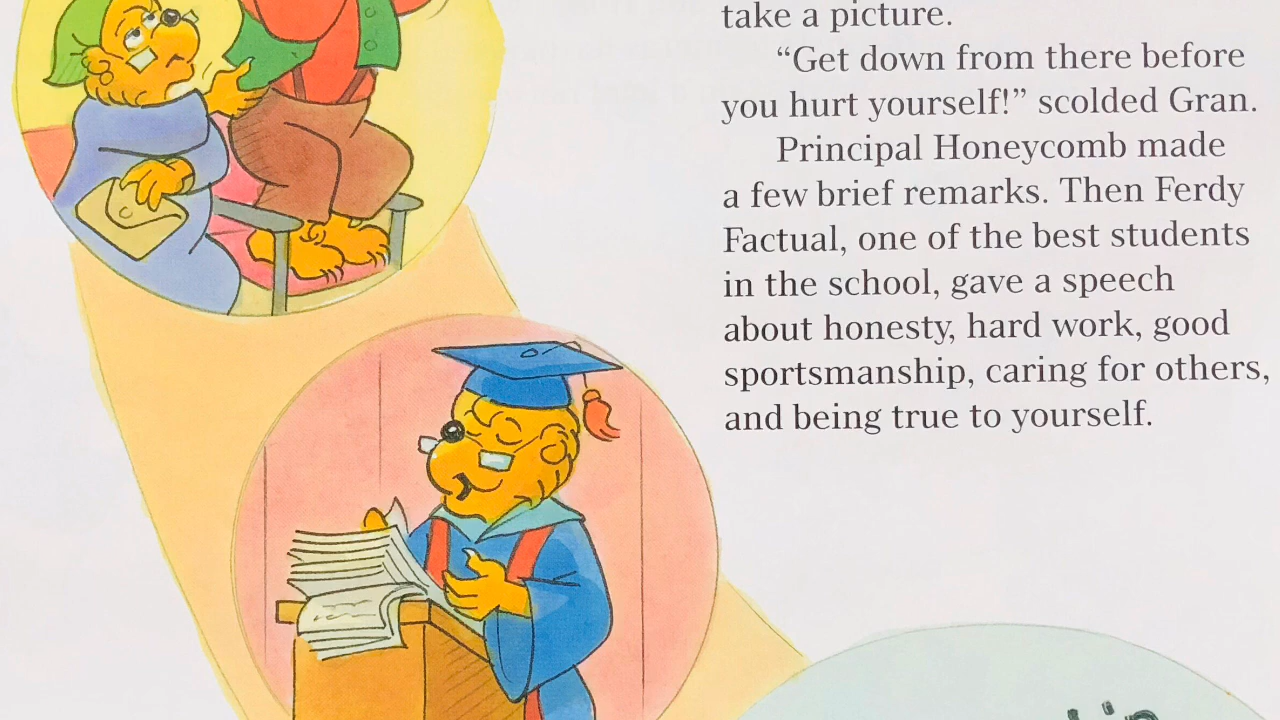 take a picture.
“Get down from there before
you hurt yourself!” scolded Gran.
Principal Honeycomb made
a few brief remarks. Then Ferdy
Factual, one of the best students
in the school, gave a speech
about honesty, hard work, good
sportsmanship, caring for others,
and being true to yourself.